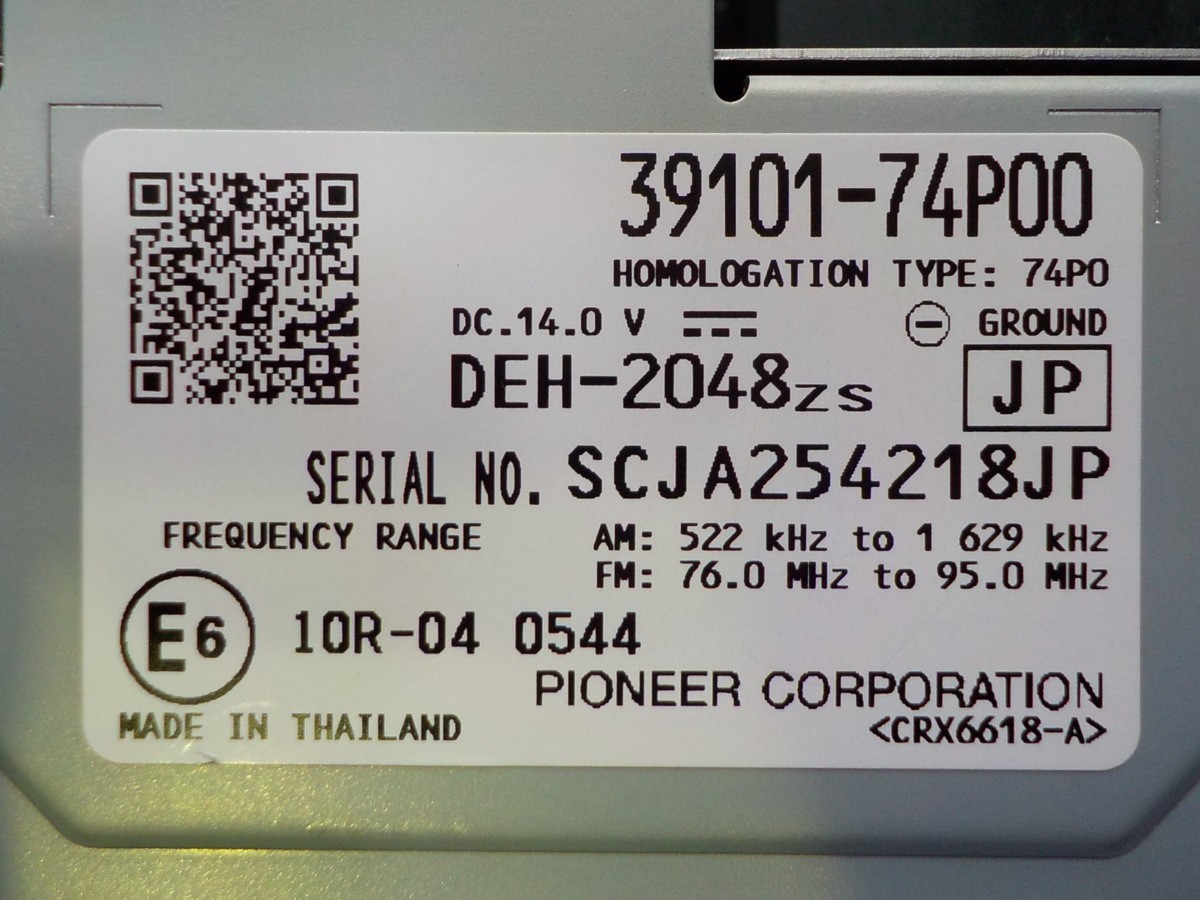 39101-74P00
HOMOLOGATION TYPE: 74P0
DC.14.0 V
GROUND
DEH-2048zs
JP
SERIAL NO. SCJA254218JP
FREQUENCY RANGE AM: 522 kHz to 1 629 kHz
FM: 76.0 MHz to 95.0 MHz
E6 10R-04 0544
PIONEER CORPORATION
MADE IN THAILAND <CRX6618-A>